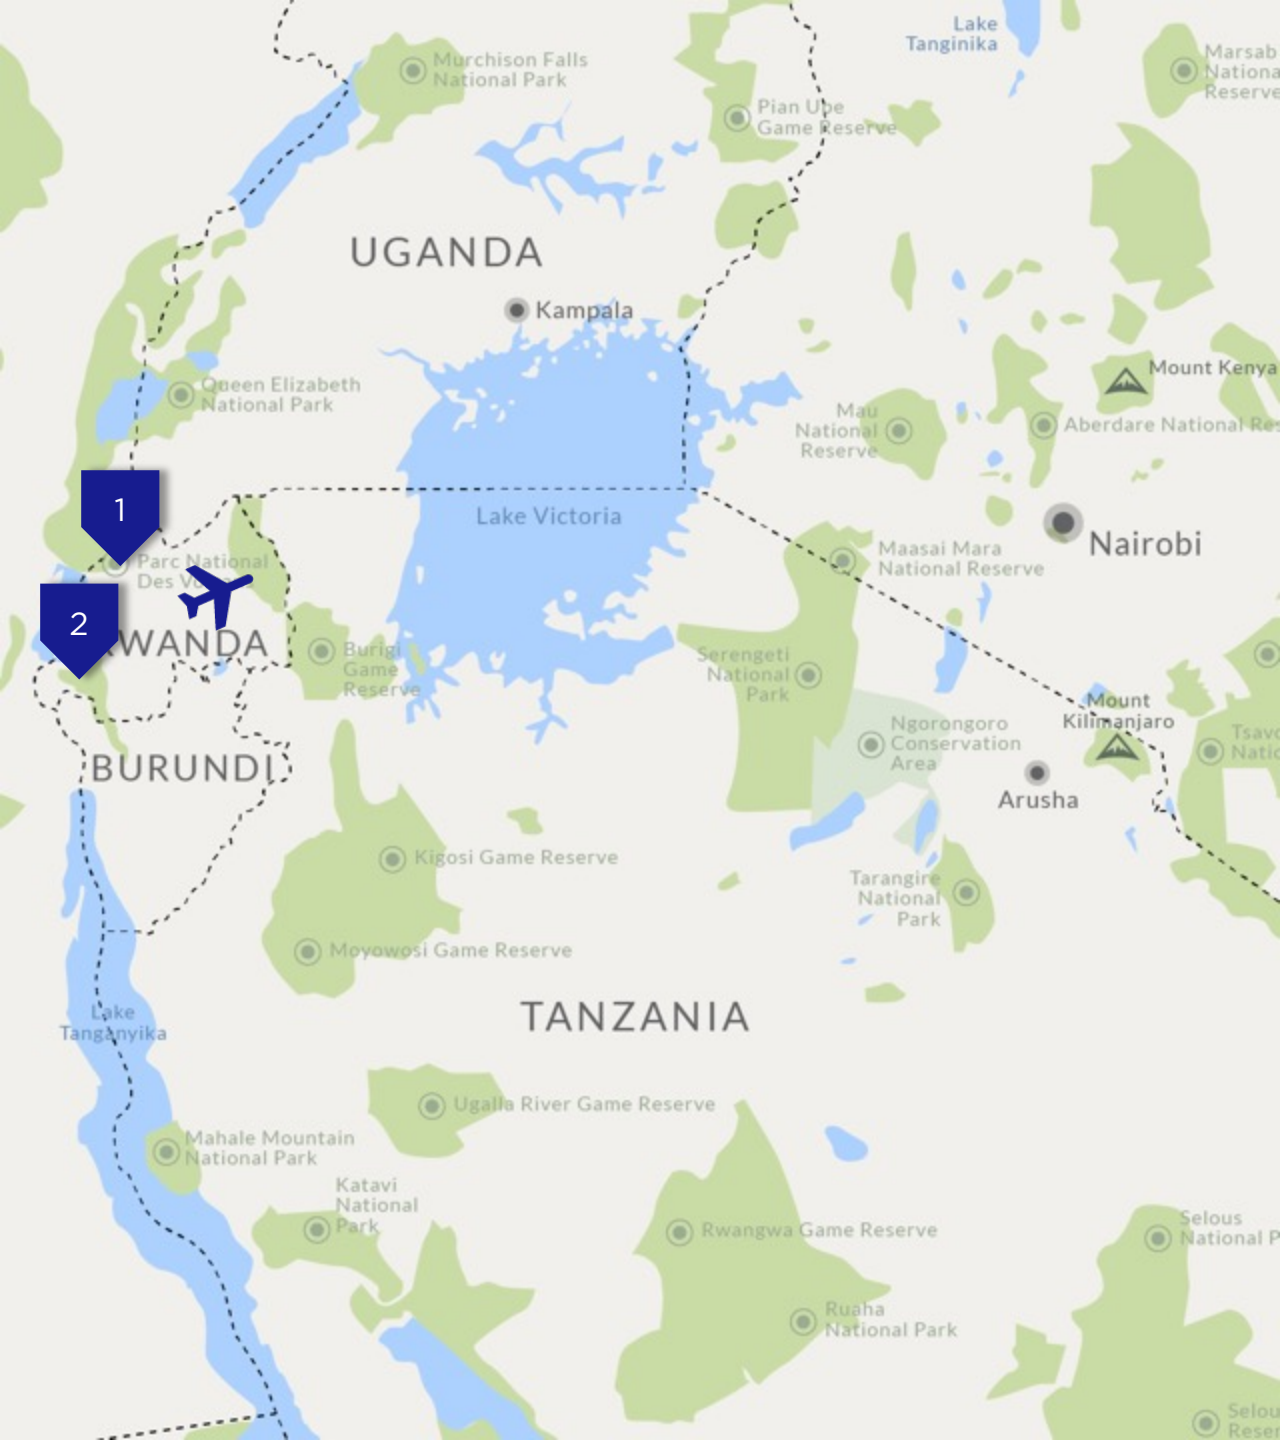 Lake
Tanginika
Murchison Falls
National Park
Marsab
Nationa
Reserve
Pian Upe
Game Reserve
UGANDA
Kampala
Mount Kenya
Queen Elizabeth
National Park
Mau
National
Reserve
Aberdare National Res
1
Lake Victoria
Nairobi
Parc National
Des Vo
Maasai Mara
National Reserve
2
WANDA
Burigi
Game
Reserve
Serengeti
National
Park
Mount
Kilimanjaro
Ngorongoro
Conservation
Area
Tsavo
Natio
BURUNDI
Arusha
Kigosi Game Reserve
Tarangire
National
Park
Moyowosi Game Reserve
Lake
Tanganyika
TANZANIA
Ugalla River Game Reserve
Mahale Mountain
National Park
Katavi
National
Park
Rwangwa Game Reserve
Selous
National P
Ruaha
National Park
Selou
Reser